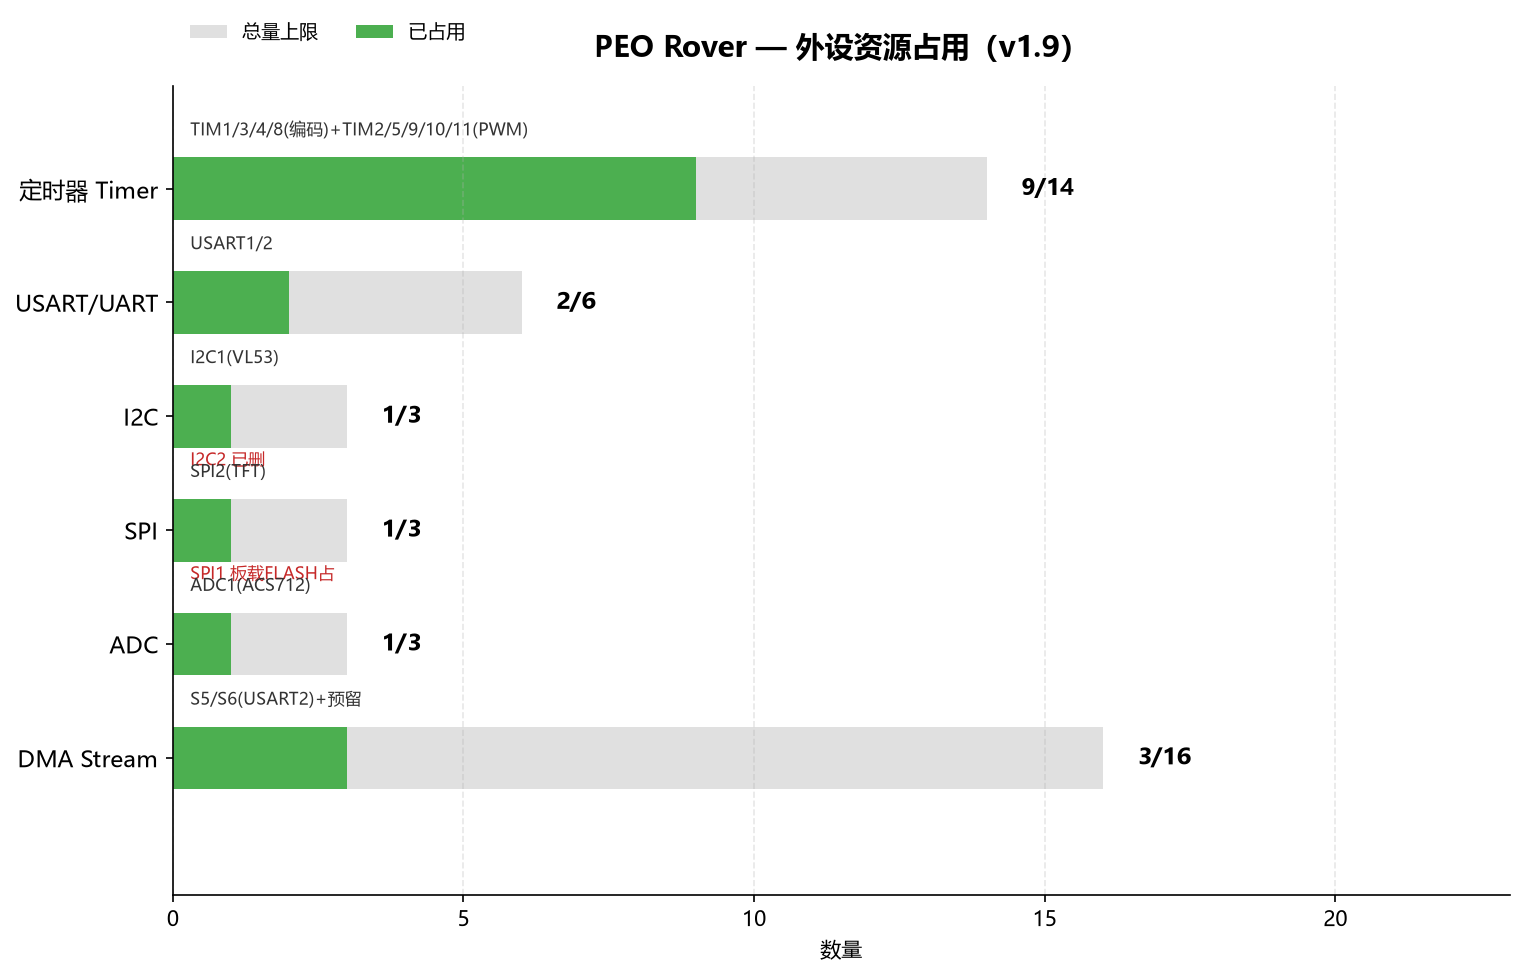 总量上限 已占用
PEO Rover — 外设资源占用（v1.9）
TIM1/3/4/8(编码)+TIM2/5/9/10/11(PWM)
定时器 Timer 9/14
USART1/2
USART/UART 2/6
I2C1(VL53)
I2C 1/3
I2C2 已删
SPI2(TFT)
SPI 1/3
SPI1 板载FLASH占
ADC1(ACS712)
ADC 1/3
S5/S6(USART2)+预留
DMA Stream 3/16
0 5 10 15 20
数量